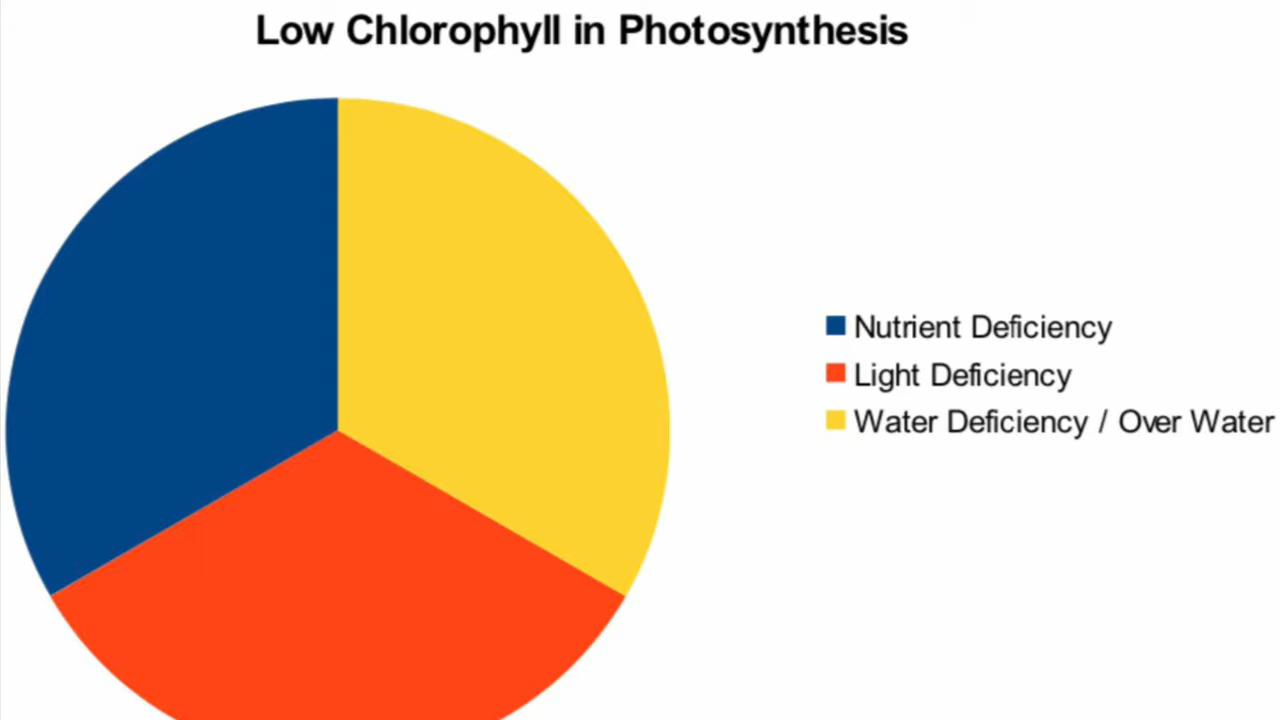 Low Chlorophyll in Photosynthesis
Nutrient Deficiency
Light Deficiency
Water Deficiency / Over Water